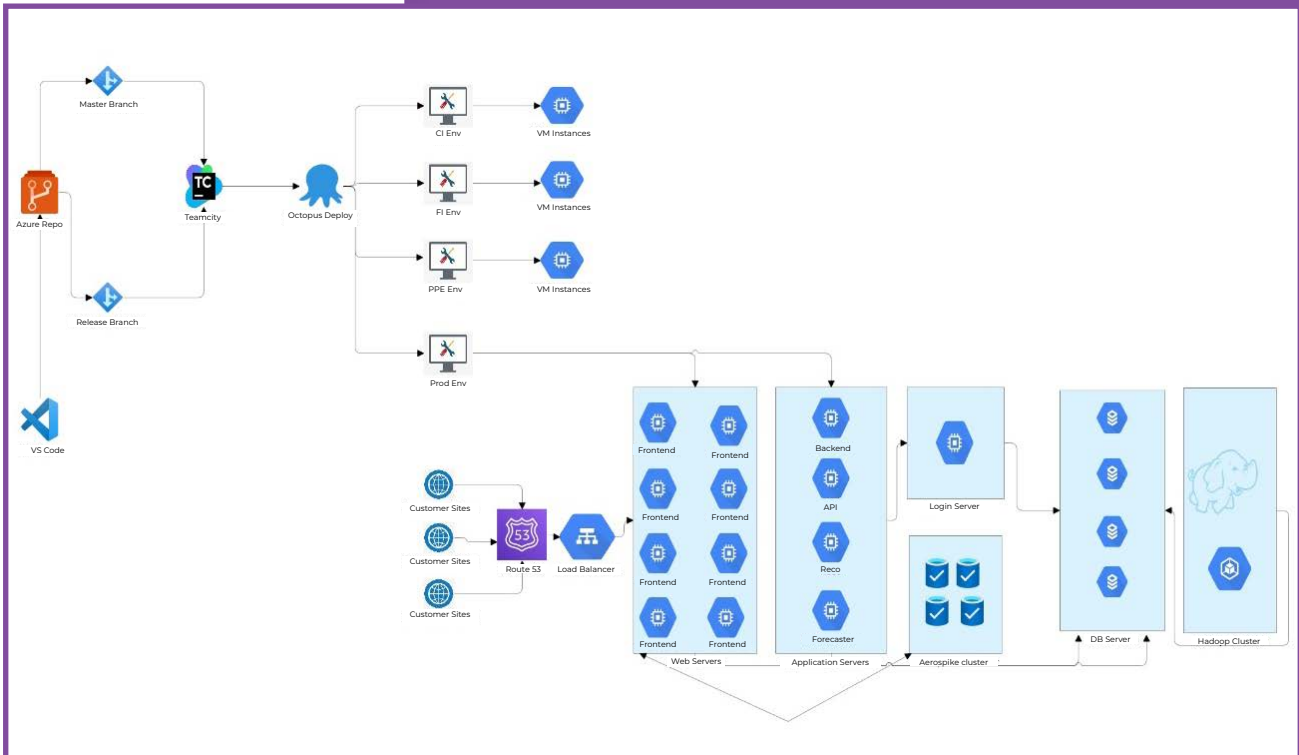 Master Branch
CI Env
VM Instances
TC
Azure Repo
Teamcity
Octopus Deploy
FI Env
VM Instances
PPE Env
VM Instances
Release Branch
Prod Env
VS Code
Frontend
Frontend
Backend
Customer Sites
Frontend
Frontend
API
Login Server
53
Customer Sites
Route 53
Load Balancer
Frontend
Frontend
Reco
Customer Sites
Frontend
Frontend
Forecaster
Web Servers
Application Servers
Aerospike cluster
DB Server
Hadoop Cluster